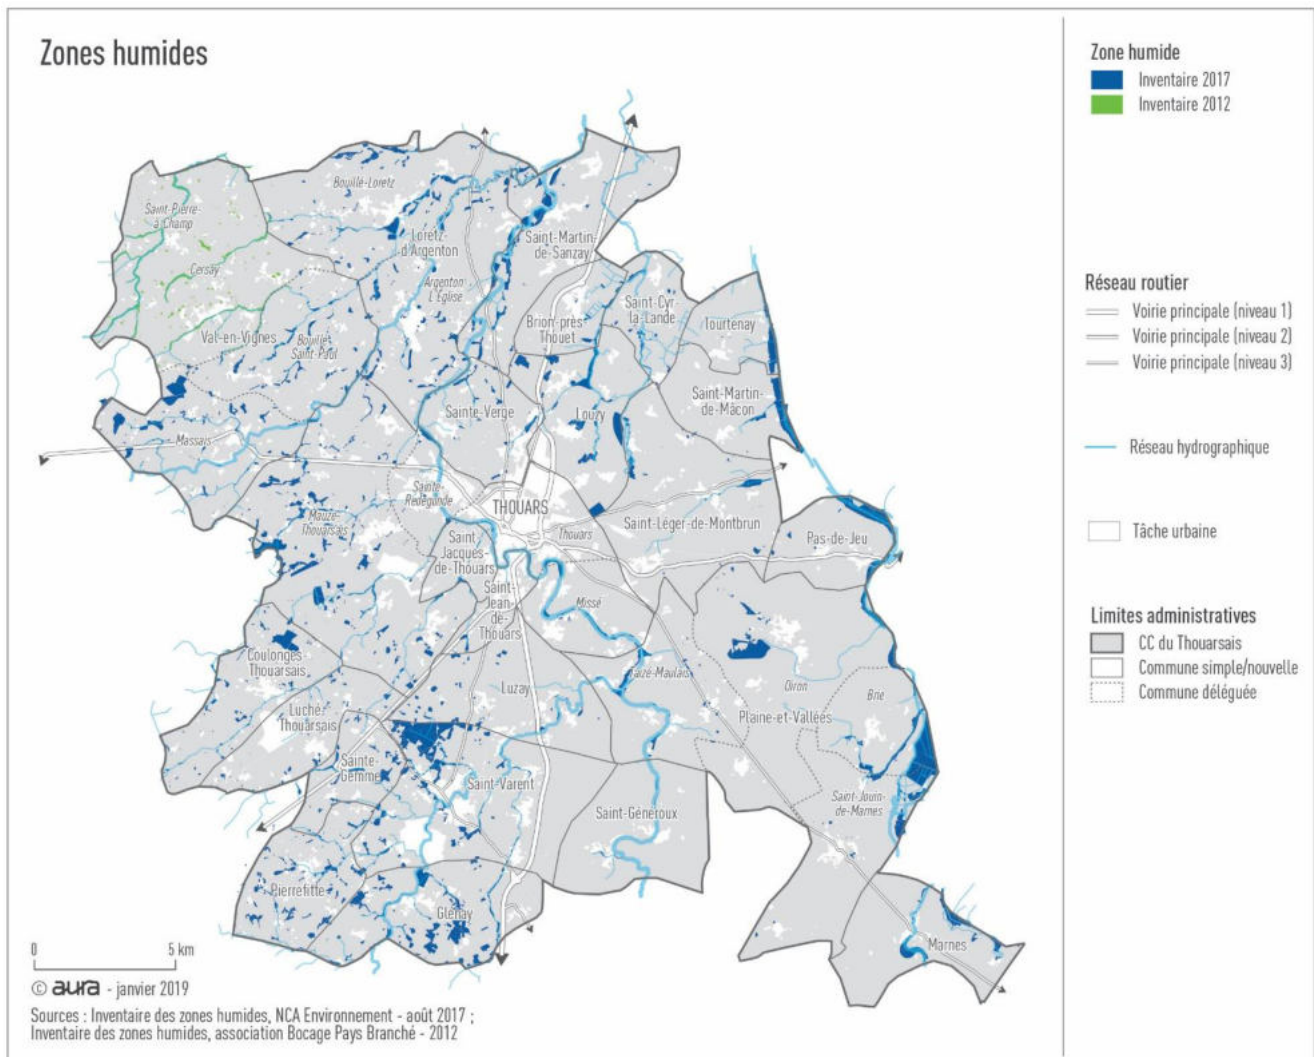 Zones humides
Zone humide
Inventaire 2017
Inventaire 2012
Réseau routier
Voirie principale (niveau 1)
Voirie principale (niveau 2)
Voirie principale (niveau 3)
Réseau hydrographique
Tâche urbaine
Limites administratives
CC du Thouarsais
Commune simple/nouvelle
Commune déléguée
Bouillé-Loretz
Saint-Pierre-
à-Champ
Loretz-
d'Argenton
Saint-Martin-
de-Sanzay
Cersay
Argenton
L'Église
Saint-Cyr-
la-Lande
Brion-près-
Thouet
Tourtenay
Val-en-Vignes
Bouillé-
Saint-Paul
Saint-Martin-
de-Mâcon
Sainte-Verge
Louzy
Massais
Sainte-
Radegonde
THOUARS
Mauzé-
Thouarsais
Thouars
Saint-Léger-de-Montbrun
Pas-de-Jeu
Saint
Jacques-
de-Thouars
Saint-
Jean-
de-
Thouars
Missé
Coulonges-
Thouarsais
Taizé-Maulais
Luzay
Oiron
Brie
Plaine-et-Vallées
Luché-
Thouarsais
Sainte-
Gemme
Saint-Varent
Saint-Généroux
Saint-Jouin-
de-Marnes
Pierrefitte
Glénay
Marnes
0 5 km
© aura - janvier 2019
Sources : Inventaire des zones humides, NCA Environnement - août 2017 ;
Inventaire des zones humides, association Bocage Pays Branché - 2012